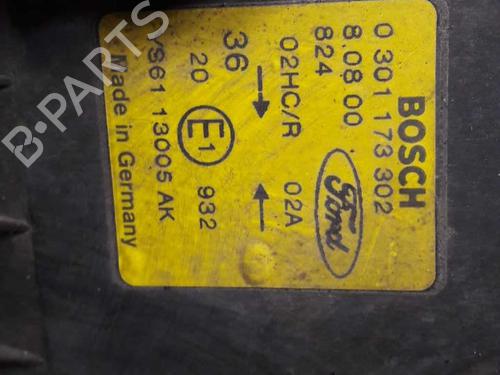 BOSCH
0 301 173 302
8.08 00
824
Ford
02HC/R 02A
36
20 E1 932
13005 AK
Made in Germany
B-PARTS